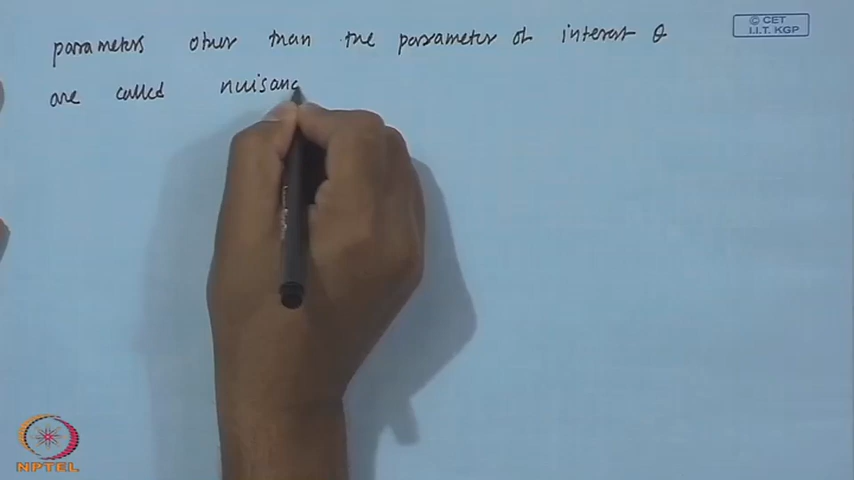 parameters other than the parameter of interest θ
© CET
I.I.T. KGP
are called nuisanc
NPTEL